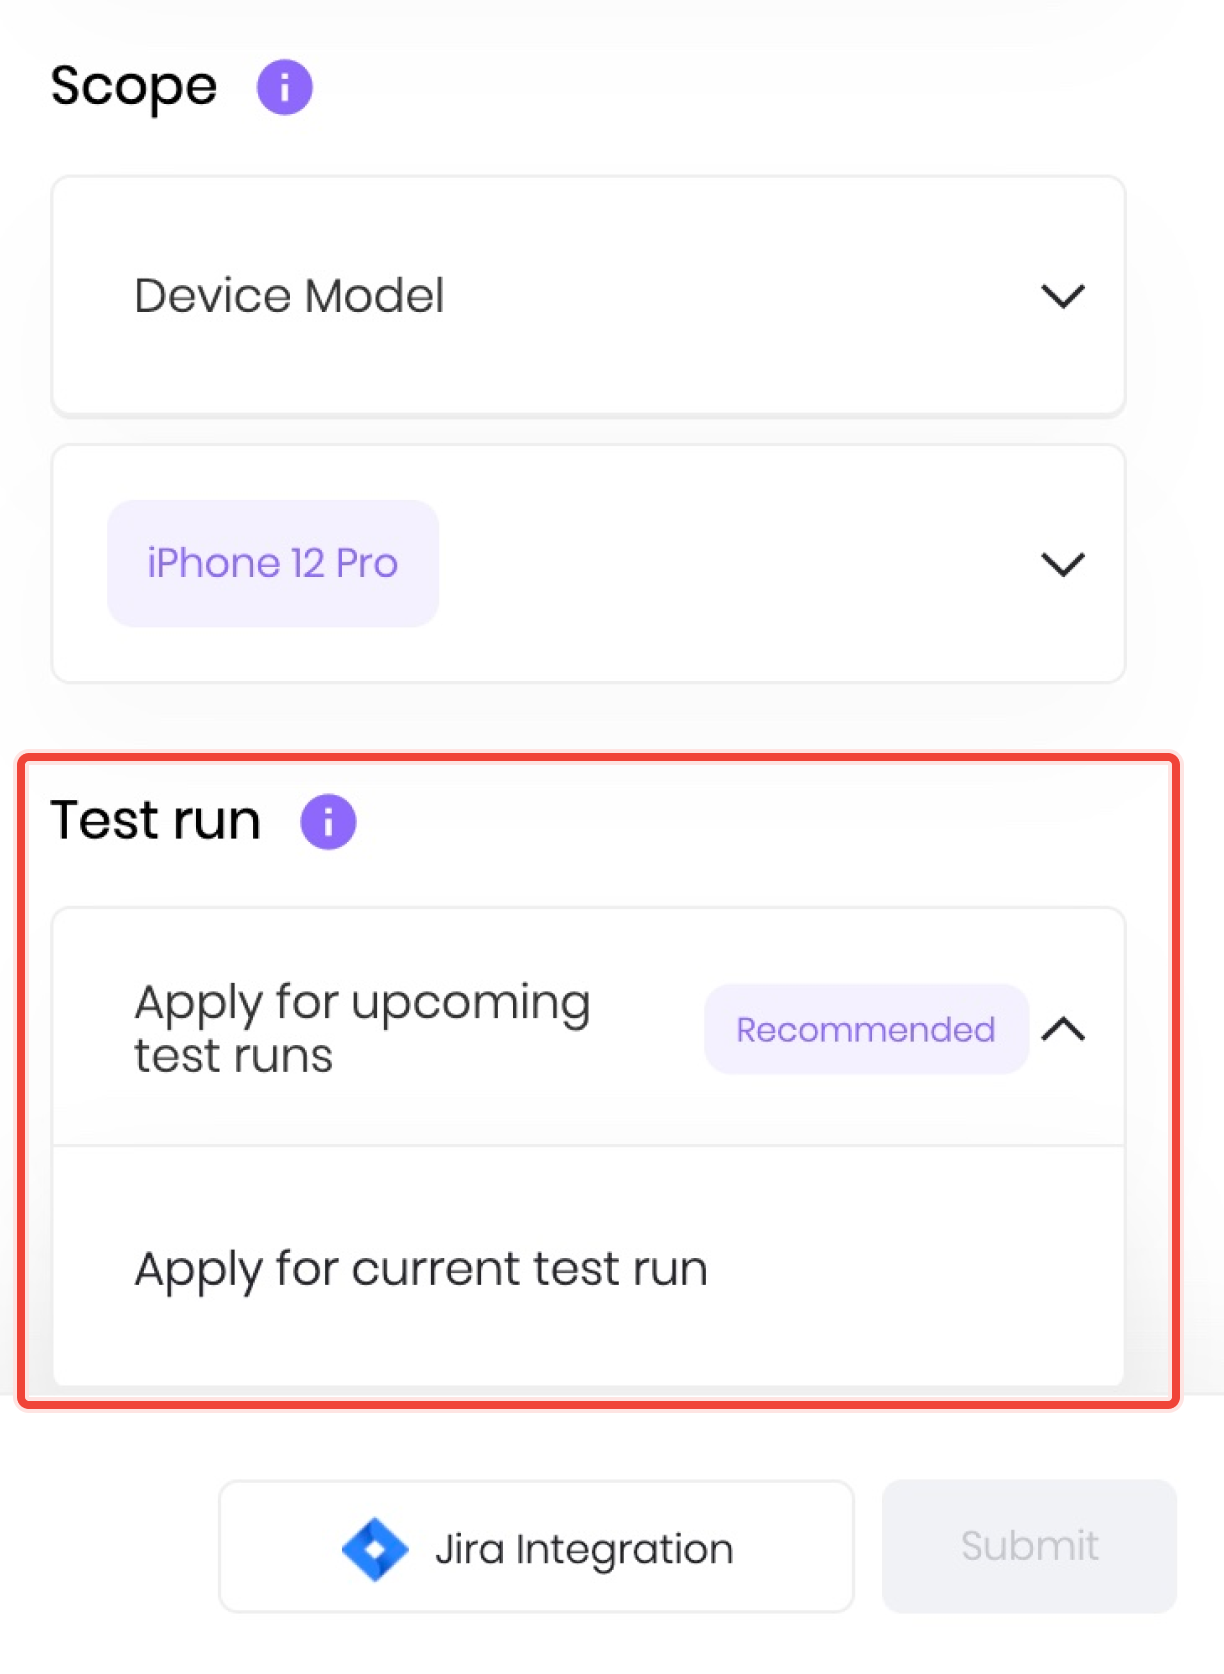 Scope
Device Model
iPhone 12 Pro
Test run
Apply for upcoming
test runs
Recommended
Apply for current test run
Jira Integration
Submit